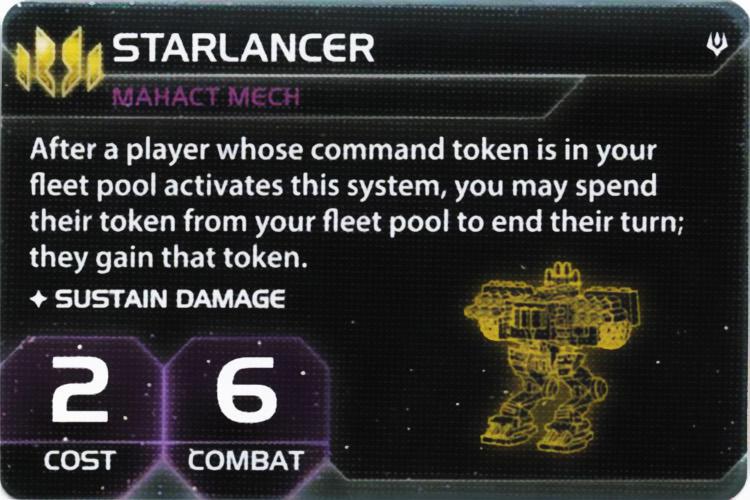 STARLANCER
MAHACT MECH
After a player whose command token is in your
fleet pool activates this system, you may spend
their token from your fleet pool to end their turn;
they gain that token.
✦ SUSTAIN DAMAGE
2
COST
6
COMBAT